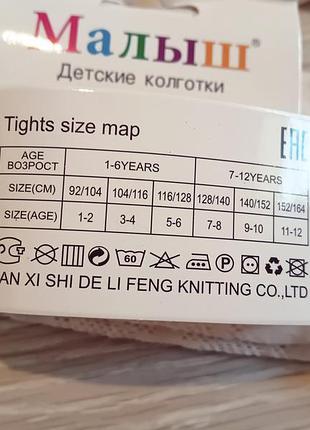 Малыш®
Детские колготки
Tights size map EAC
AGE ВОЗРОСТ 1-6YEARS 7-12YEARS
SIZE(CM) 92/104 104/116 116/128 128/140 140/152 152/164
SIZE(AGE) 1-2 3-4 5-6 7-8 9-10 11-12
60 P
AN XI SHI DE LI FENG KNITTING CO.,LTD